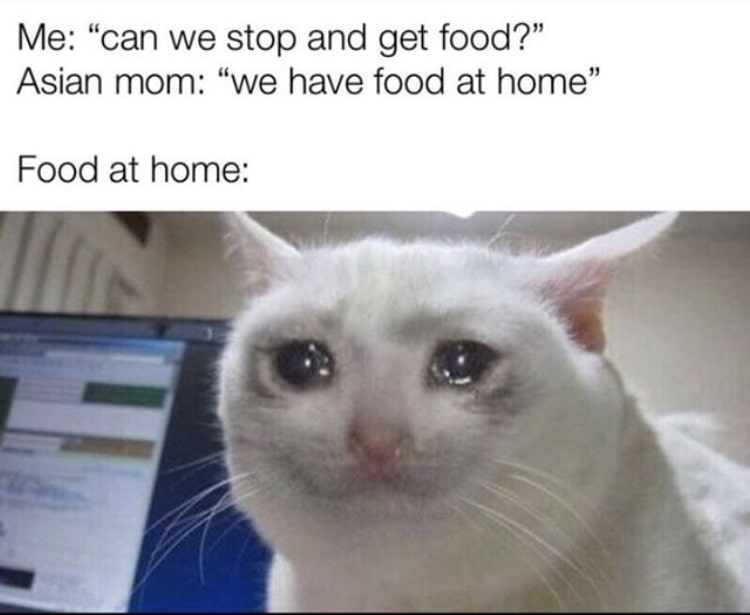 Me: “can we stop and get food?”
Asian mom: “we have food at home”
Food at home: